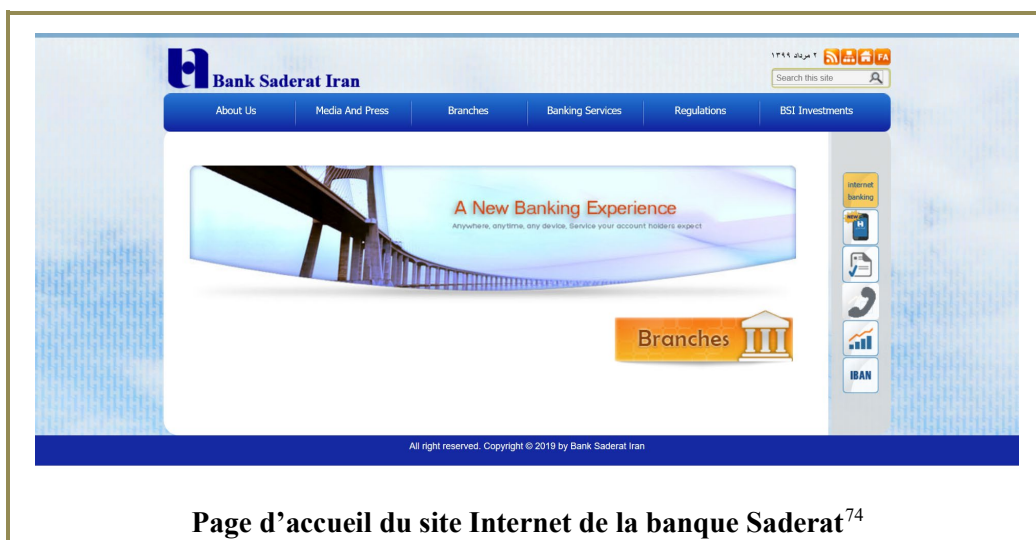 Bank Saderat Iran
۲ مرداد ۱۳۹۹
FA
Search this site
About Us Media And Press Branches Banking Services Regulations BSI Investments
A New Banking Experience
Anywhere, anytime, any device, Service your account holders expect
internet
banking
NEW
Branches
IBAN
All right reserved. Copyright © 2019 by Bank Saderat Iran
Page d’accueil du site Internet de la banque Saderat74